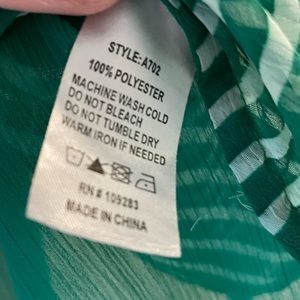 STYLE:A702
100% POLYESTER
MACHINE WASH COLD
DO NOT BLEACH
DO NOT TUMBLE DRY
WARM IRON IF NEEDED
RN # 109283
MADE IN CHINA